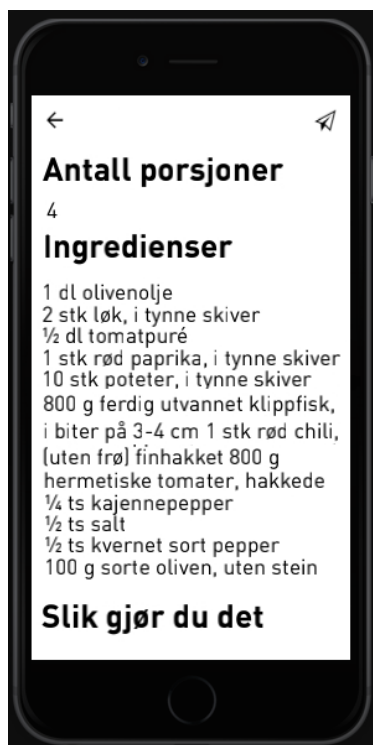 Antall porsjoner
4
Ingredienser
1 dl olivenolje
2 stk løk, i tynne skiver
½ dl tomatpuré
1 stk rød paprika, i tynne skiver
10 stk poteter, i tynne skiver
800 g ferdig utvannet klippfisk,
i biter på 3-4 cm 1 stk rød chili,
(uten frø) finhakket 800 g
hermetiske tomater, hakkede
¼ ts kajennepepper
½ ts salt
½ ts kvernet sort pepper
100 g sorte oliven, uten stein
Slik gjør du det